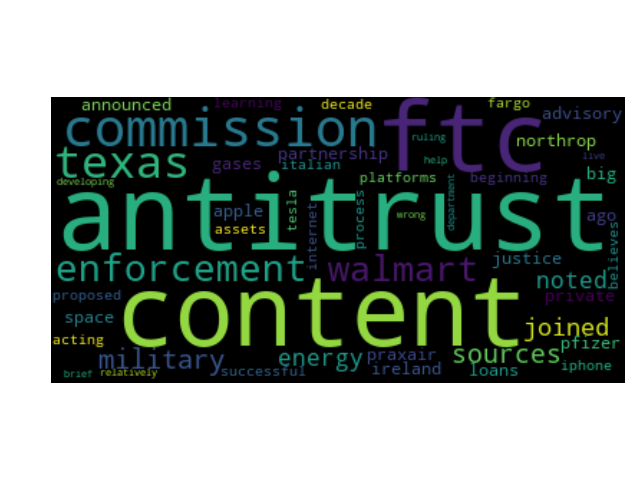 announced learning decade fargo
commission ftc advisory
ruling northrop
texas gases partnership italian help live
developing platforms beginning big
antitrust
apple tesla internet process wrong department ago
assets believes
enforcement walmart justice
noted
proposed content private
space joined
acting pfizer
military energy praxair sources
successful ireland loans iphone
brief relatively